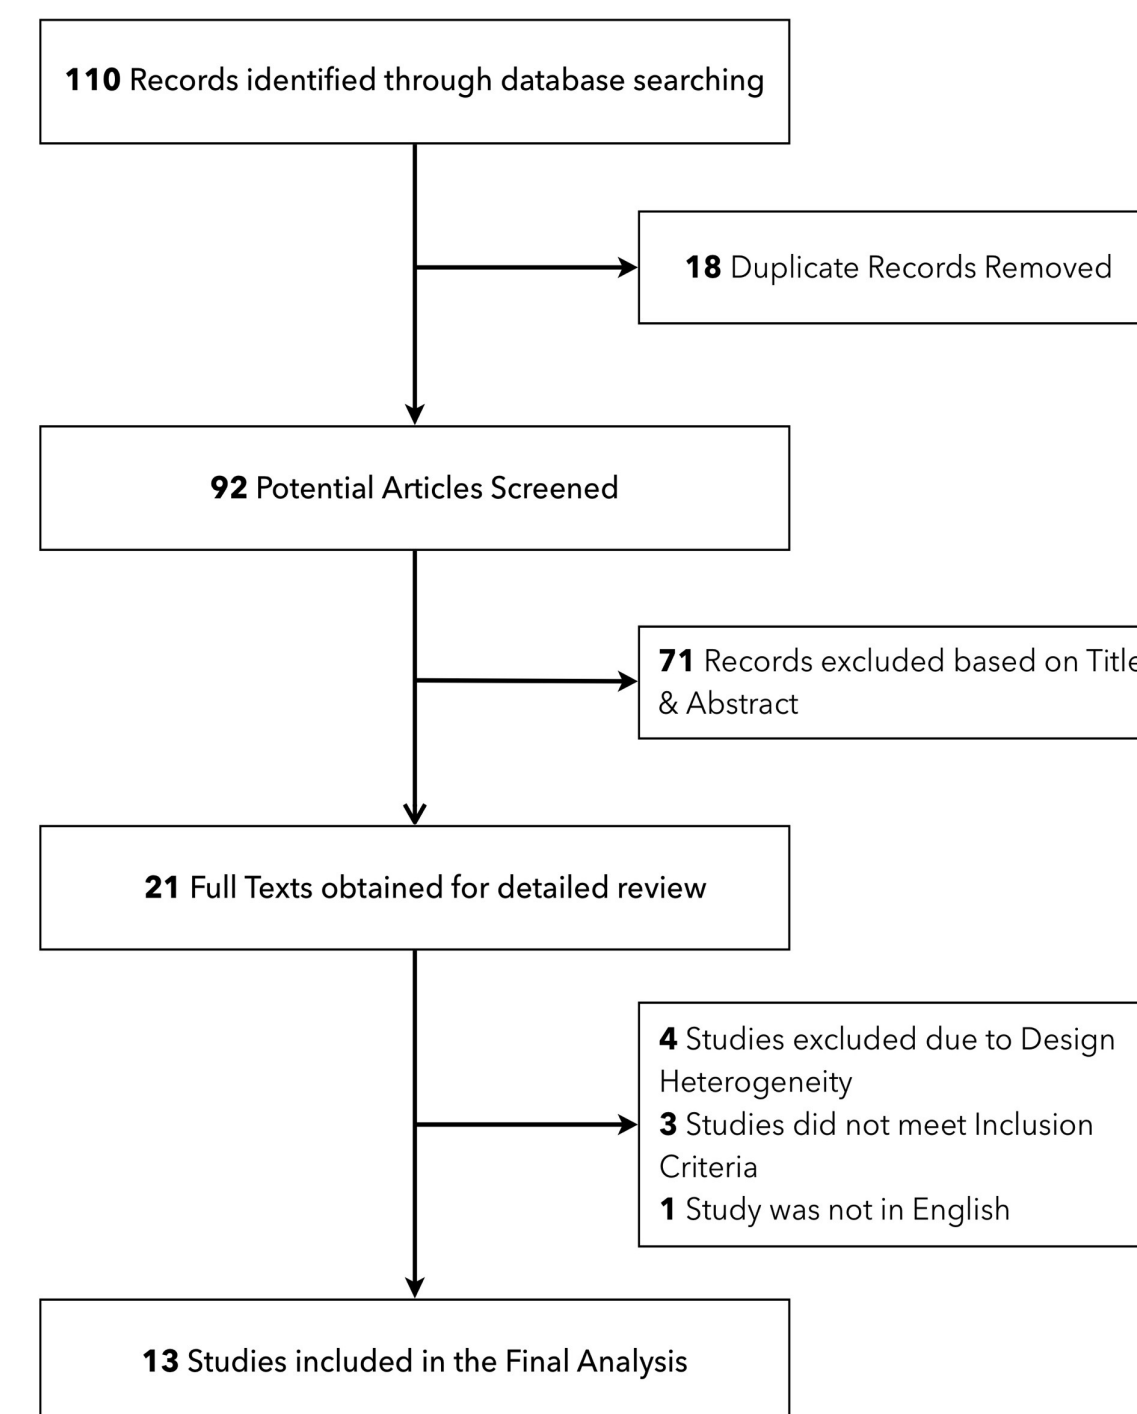 110 Records identified through database searching
18 Duplicate Records Removed
92 Potential Articles Screened
71 Records excluded based on Title
& Abstract
21 Full Texts obtained for detailed review
4 Studies excluded due to Design
Heterogeneity
3 Studies did not meet Inclusion
Criteria
1 Study was not in English
13 Studies included in the Final Analysis